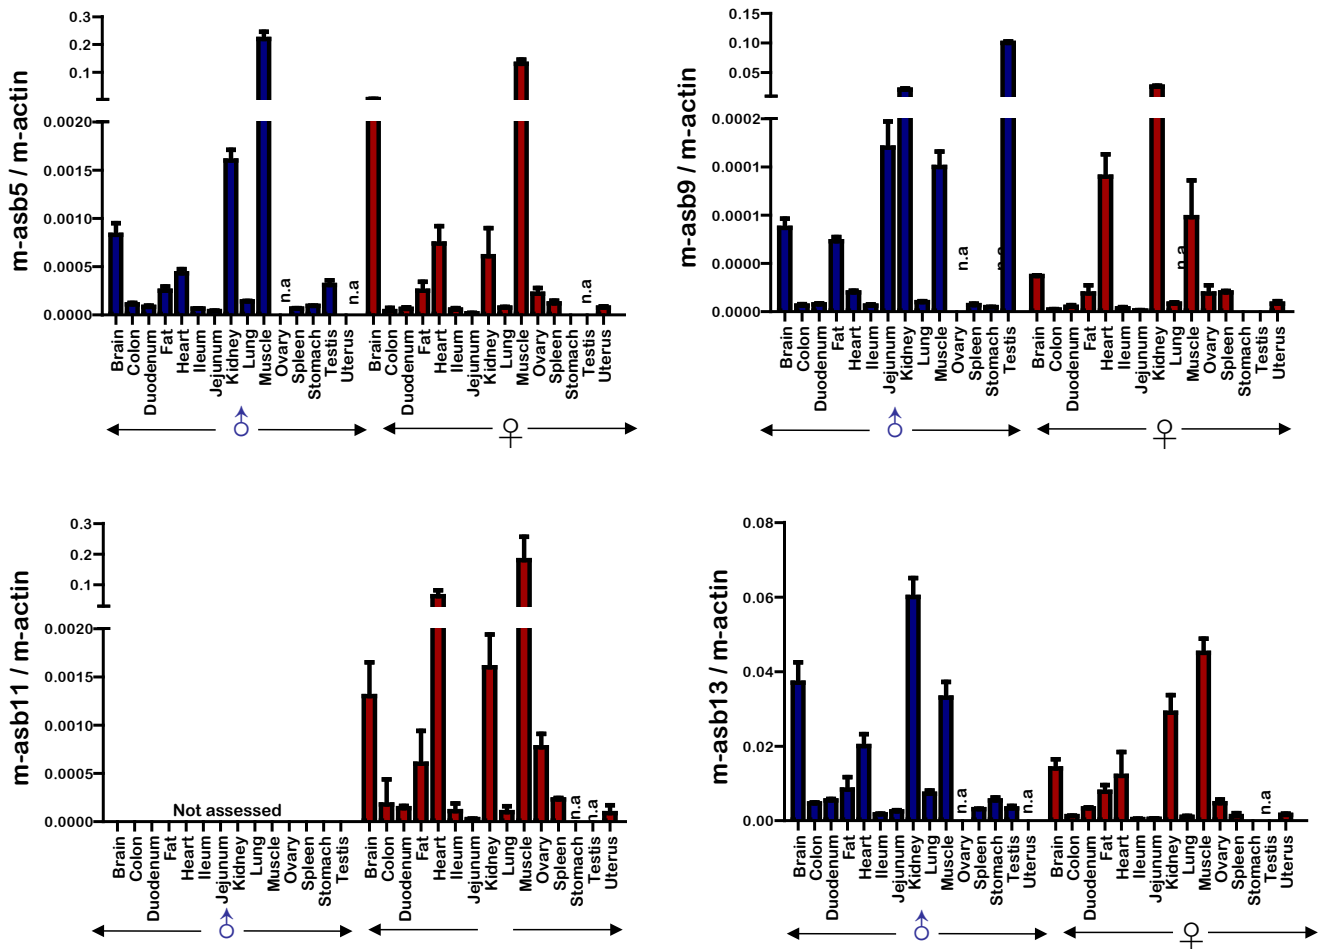 m-asb5 / m-actin
0.3
0.2
0.1
0.0020
0.0015
0.0010
0.0005
0.0000
n.a
n.a
n.a
Brain
Colon
Duodenum
Fat
Heart
Ileum
Jejunum
Kidney
Lung
Muscle
Ovary
Spleen
Stomach
Testis
Uterus
Brain
Colon
Duodenum
Fat
Heart
Ileum
Jejunum
Kidney
Lung
Muscle
Ovary
Spleen
Stomach
Testis
Uterus
♂
♀
m-asb9 / m-actin
0.15
0.10
0.05
0.0002
0.0001
0.0001
0.0000
0.0000
n.a
n.a
n.a
Brain
Colon
Duodenum
Fat
Heart
Ileum
Jejunum
Kidney
Lung
Muscle
Ovary
Spleen
Stomach
Testis
Brain
Colon
Duodenum
Fat
Heart
Ileum
Jejunum
Kidney
Lung
Muscle
Ovary
Spleen
Stomach
Testis
Uterus
♂
♀
m-asb11 / m-actin
0.3
0.2
0.1
0.0020
0.0015
0.0010
0.0005
0.0000
Not assessed
n.a
n.a
Brain
Colon
Duodenum
Fat
Heart
Ileum
Jejunum
Kidney
Lung
Muscle
Ovary
Spleen
Stomach
Testis
Brain
Colon
Duodenum
Fat
Heart
Ileum
Jejunum
Kidney
Lung
Muscle
Ovary
Spleen
Stomach
Testis
Uterus
♂
m-asb13 / m-actin
0.08
0.06
0.04
0.02
0.00
n.a
n.a
n.a
Brain
Colon
Duodenum
Fat
Heart
Ileum
Jejunum
Kidney
Lung
Muscle
Ovary
Spleen
Stomach
Testis
Uterus
Brain
Colon
Duodenum
Fat
Heart
Ileum
Jejunum
Kidney
Lung
Muscle
Ovary
Spleen
Stomach
Testis
Uterus
♂
♀